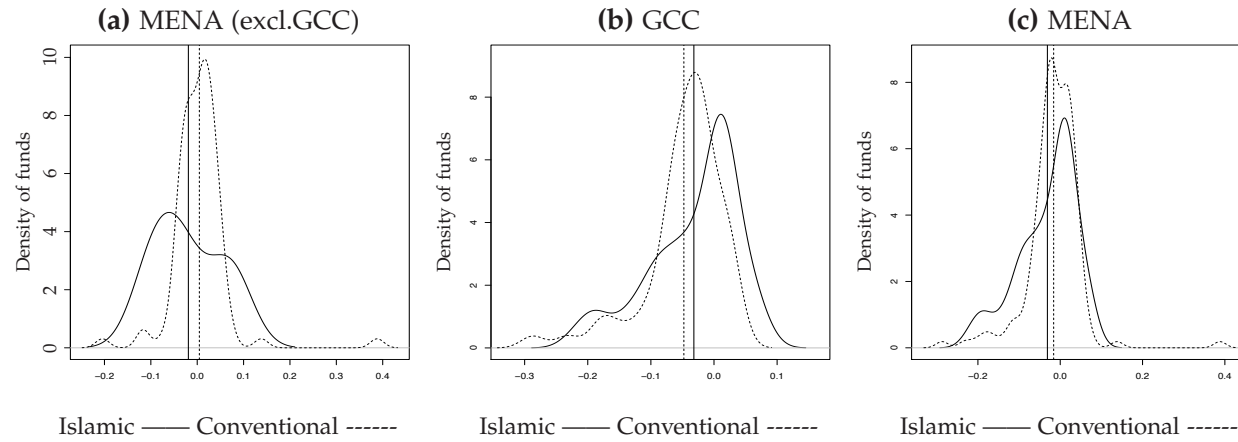 (a) MENA (excl.GCC)
(b) GCC
(c) MENA
Density of funds
10
8
6
4
2
0
-0.2 -0.1 0.0 0.1 0.2 0.3 0.4
Density of funds
8
6
4
2
0
-0.3 -0.2 -0.1 0.0 0.1
Density of funds
8
6
4
2
0
-0.2 0.0 0.2 0.4
Islamic —— Conventional ------
Islamic —— Conventional ------
Islamic —— Conventional ------